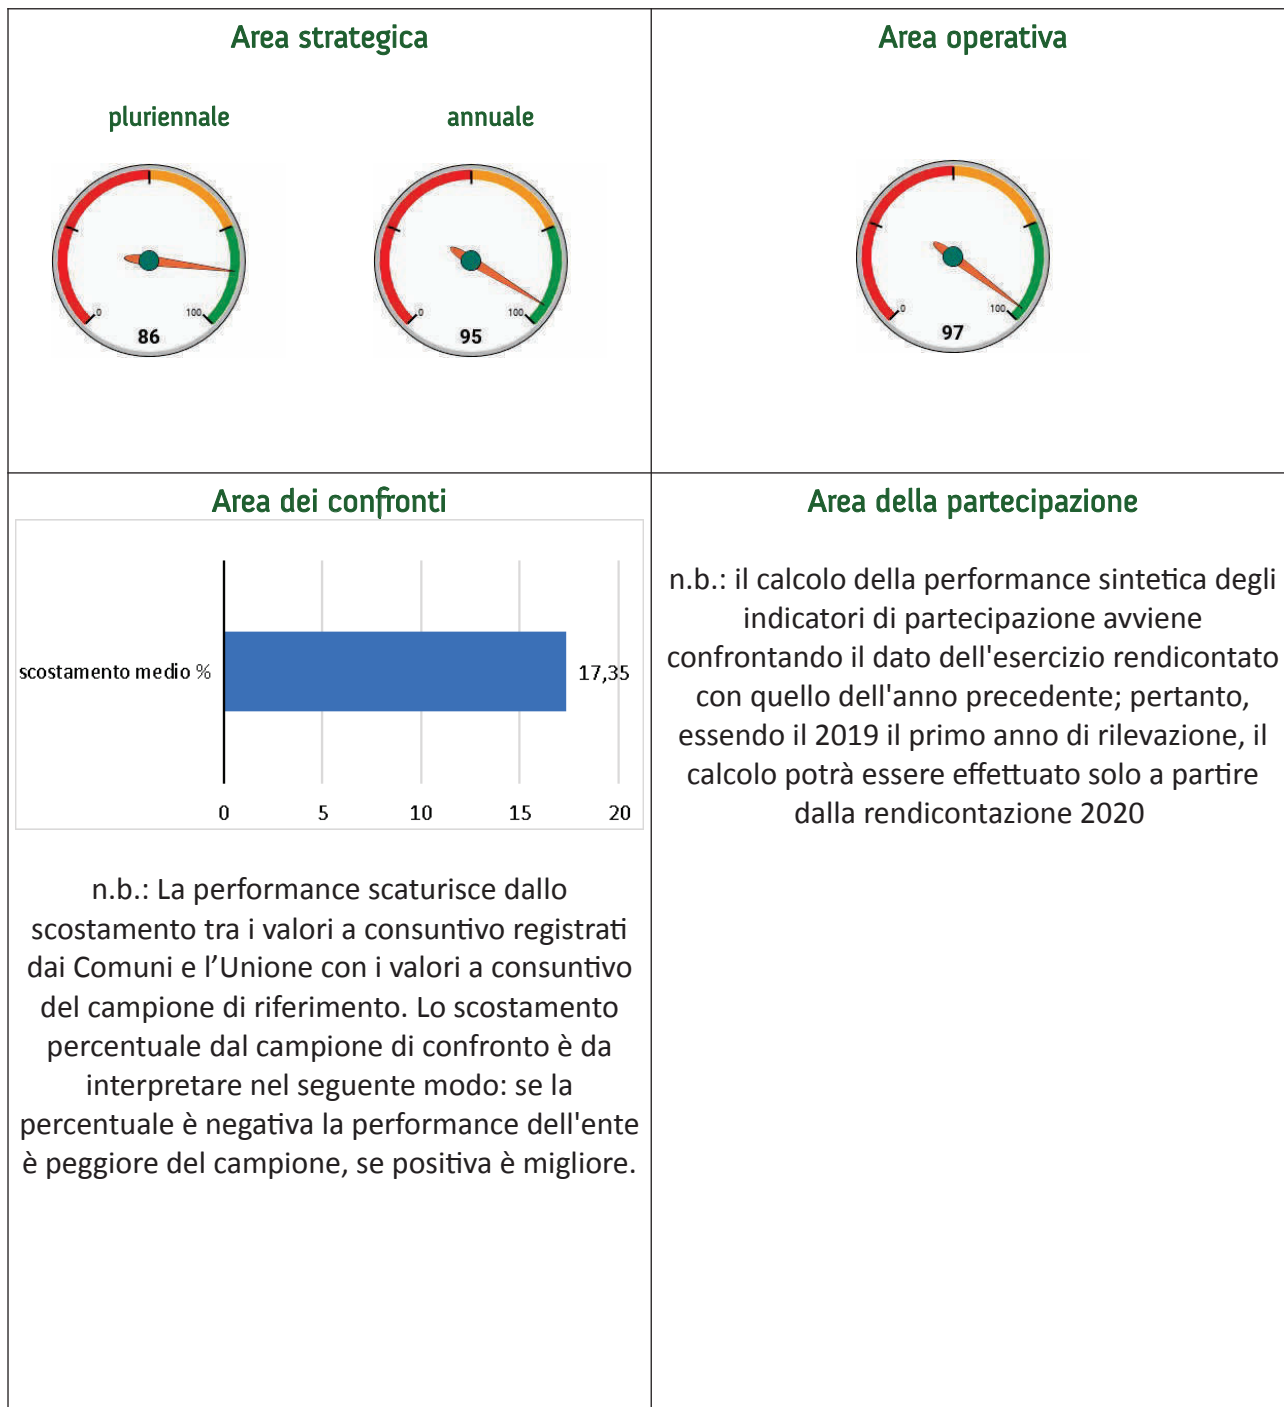 Area strategica
pluriennale
annuale
0
100
86
0
100
95
Area operativa
0
100
97
Area dei confronti
scostamento medio %
17,35
0
5
10
15
20
n.b.: La performance scaturisce dallo
scostamento tra i valori a consuntivo registrati
dai Comuni e l’Unione con i valori a consuntivo
del campione di riferimento. Lo scostamento
percentuale dal campione di confronto è da
interpretare nel seguente modo: se la
percentuale è negativa la performance dell'ente
è peggiore del campione, se positiva è migliore.
Area della partecipazione
n.b.: il calcolo della performance sintetica degli
indicatori di partecipazione avviene
confrontando il dato dell'esercizio rendicontato
con quello dell'anno precedente; pertanto,
essendo il 2019 il primo anno di rilevazione, il
calcolo potrà essere effettuato solo a partire
dalla rendicontazione 2020